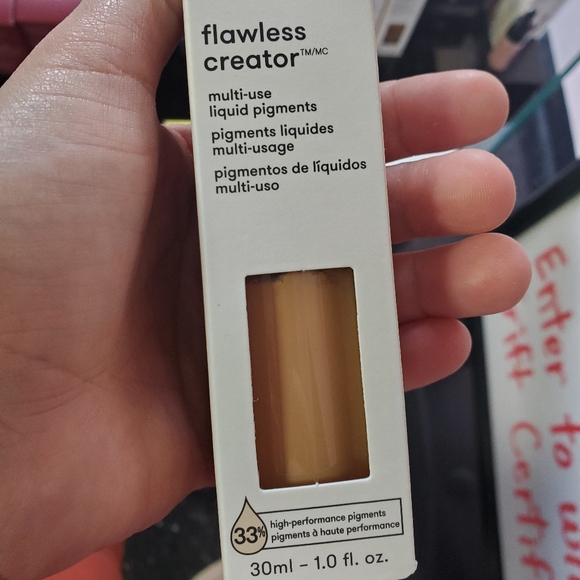 flawless
creator™/MC
multi-use
liquid pigments
pigments liquides
multi-usage
pigmentos de líquidos
multi-uso
33%
high-performance pigments
pigments à haute performance
30ml – 1.0 fl. oz.
Enter to